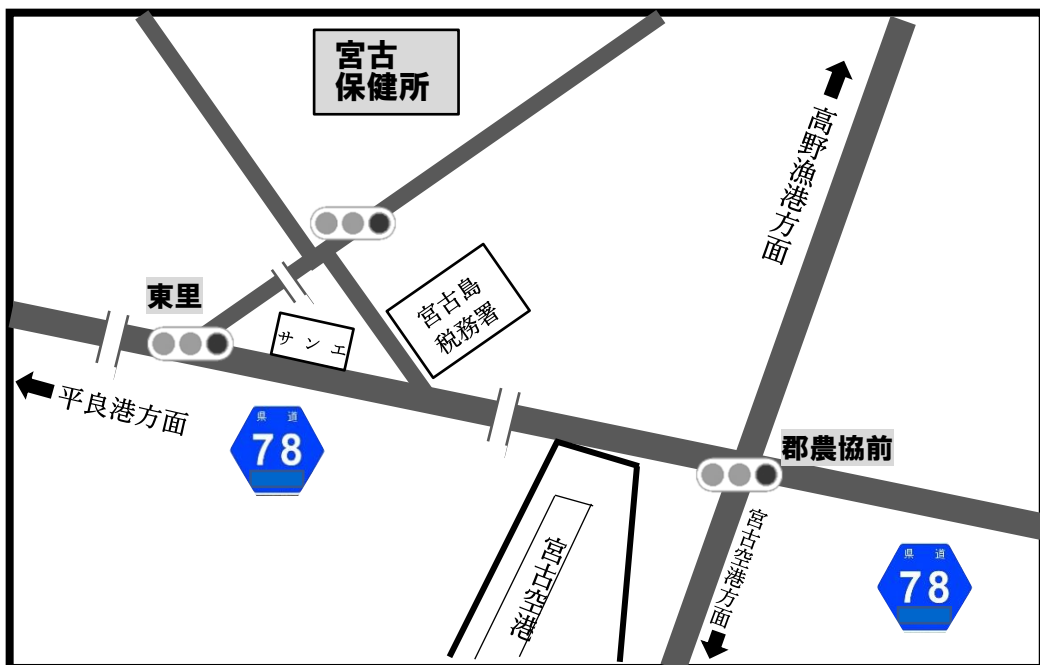 宮古
保健所
高野漁港方面
東里
宮古島
税務署
サンエ
平良港方面
県道
78
郡農協前
宮古空港
宮古空港方面
県道
78